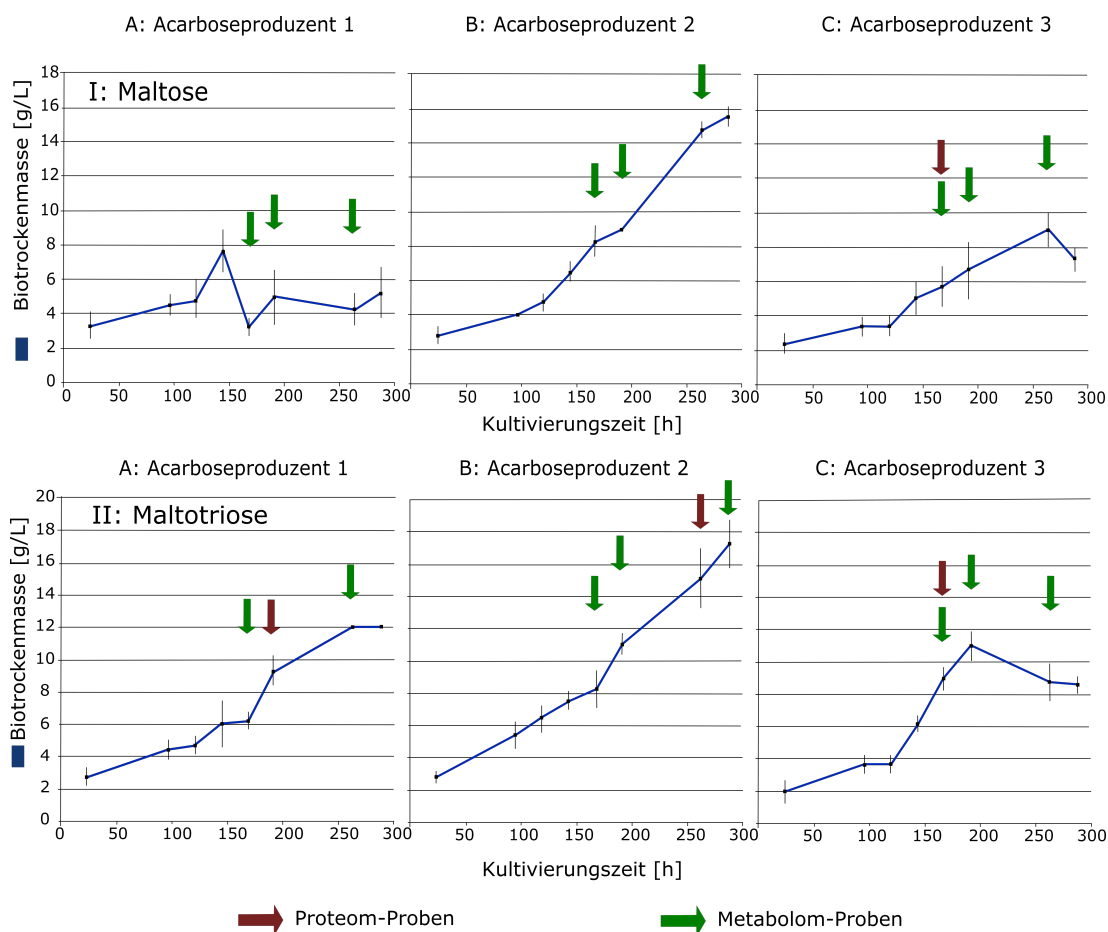 A: Acarboseproduzent 1
B: Acarboseproduzent 2
C: Acarboseproduzent 3
I: Maltose
Biotrockenmasse [g/L]
18
16
14
12
10
8
6
4
2
0
0 50 100 150 200 250 300
50 100 150 200 250 300
50 100 150 200 250 300
Kultivierungszeit [h]
A: Acarboseproduzent 1
B: Acarboseproduzent 2
C: Acarboseproduzent 3
II: Maltotriose
Biotrockenmasse [g/L]
20
18
16
14
12
10
8
6
4
2
0
0 50 100 150 200 250 300
50 100 150 200 250 300
50 100 150 200 250 300
Kultivierungszeit [h]
Proteom-Proben
Metabolom-Proben